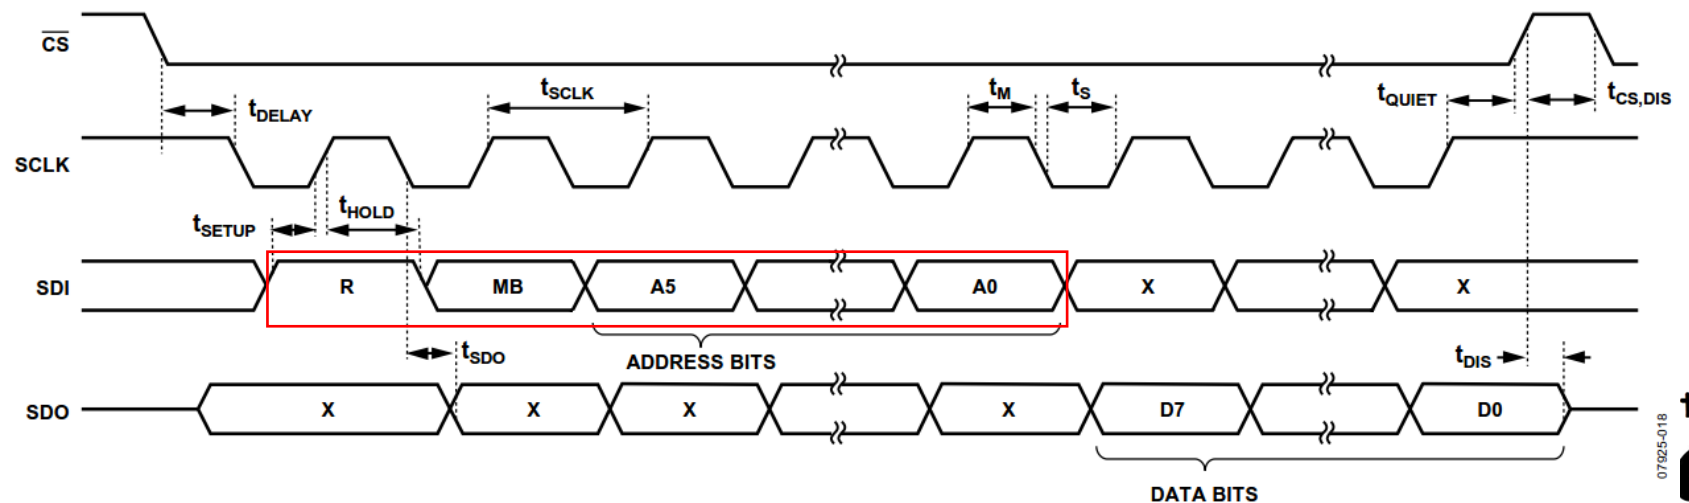 CS
tDELAY
tSCLK
tM
tS
tQUIET
tCS,DIS
SCLK
tSETUP
tHOLD
SDI
R
MB
A5
A0
X
X
tSDO
ADDRESS BITS
tDIS
SDO
X
X
X
X
D7
D0
DATA BITS
07925-018